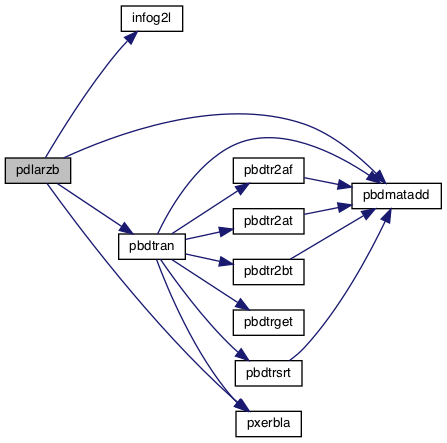 infog2l
pdlarzb
pbdtr2af
pbdmatadd
pbdtr2at
pbdtran
pbdtr2bt
pbdtrget
pbdtrsrt
pxerbla